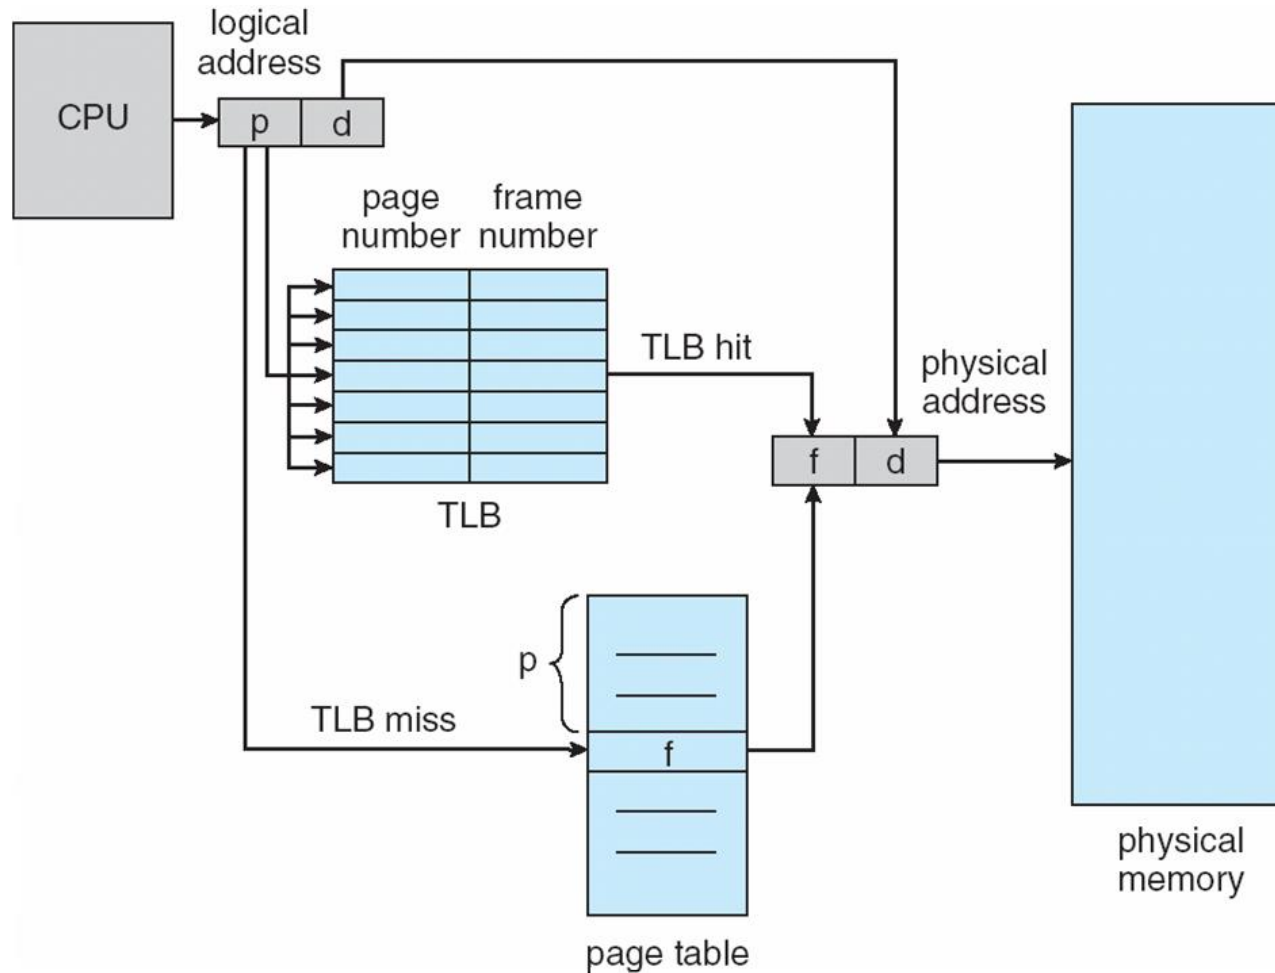 logical
address
CPU
p
d
page
number
frame
number
TLB hit
physical
address
f
d
TLB
p
TLB miss
f
physical
memory
page table